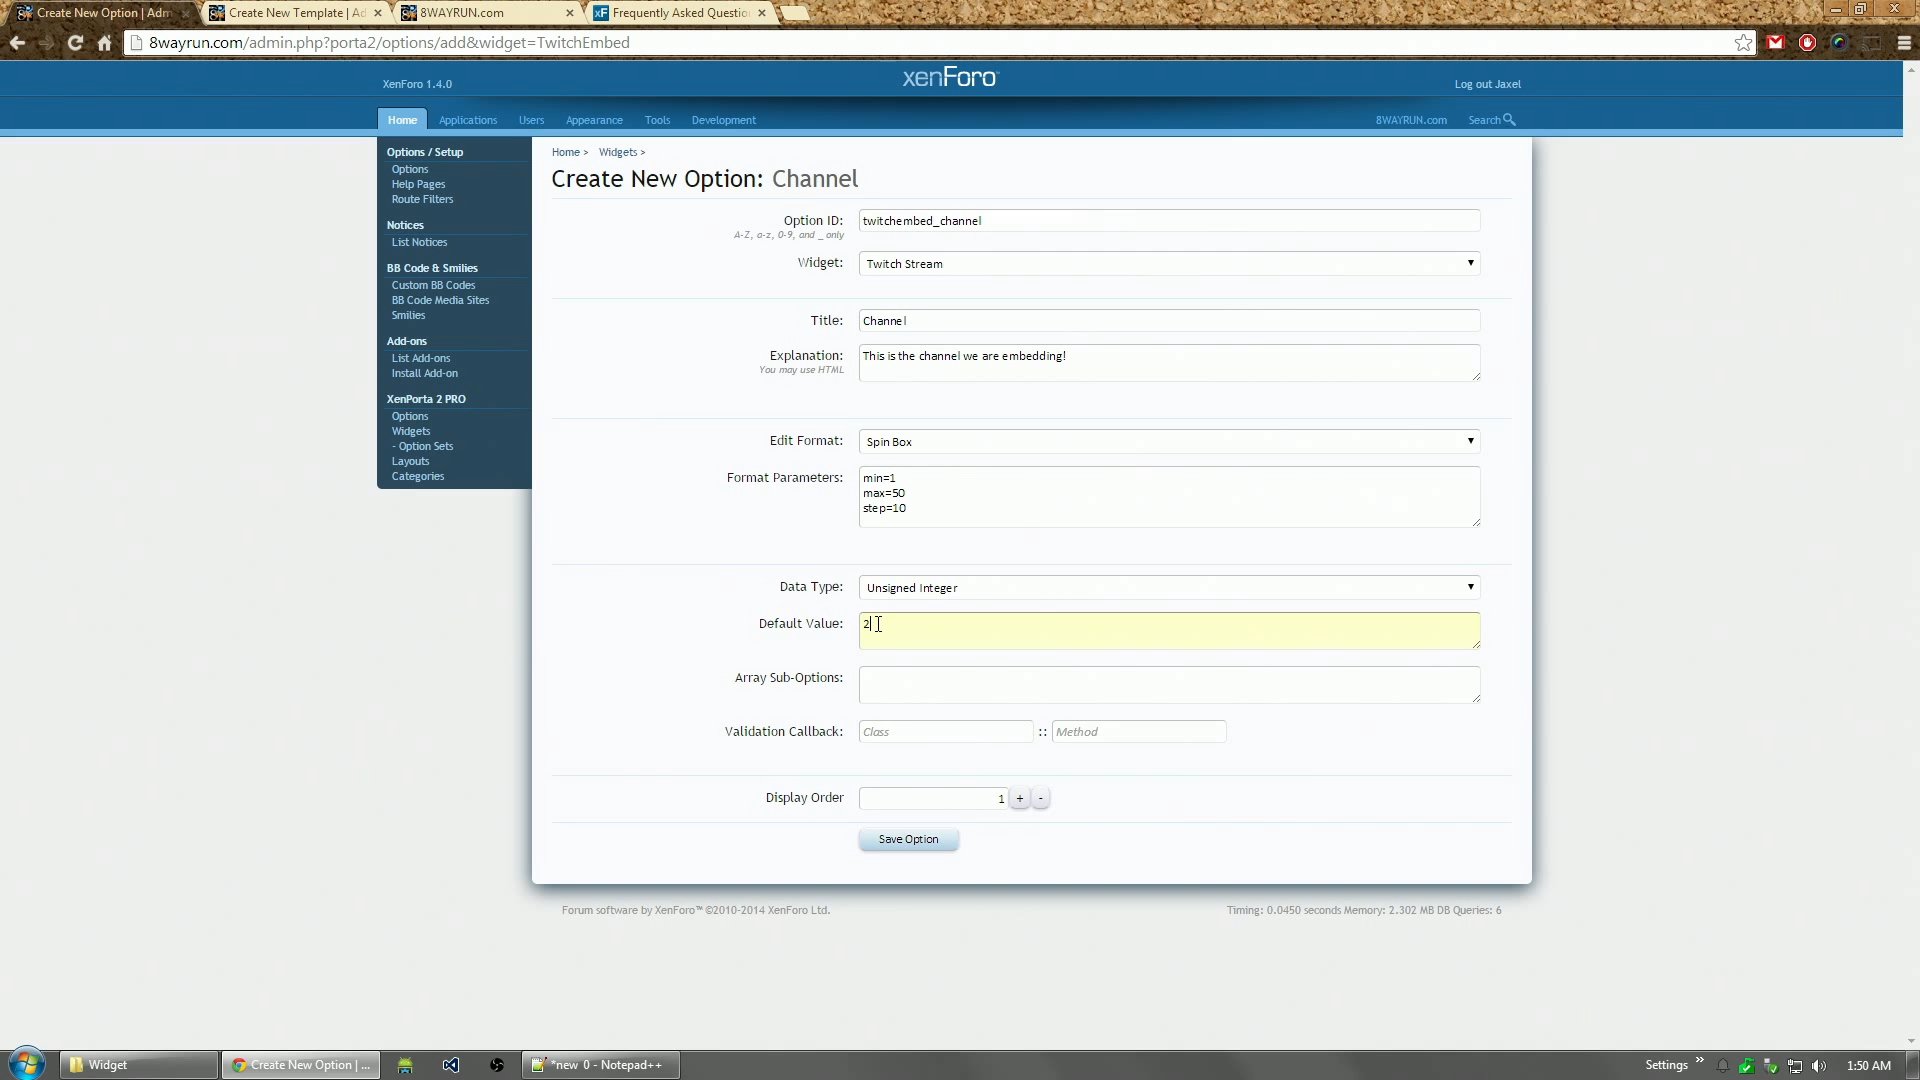 Create New Option | Adm
Create New Template | Ad
8WAYRUN.com
Frequently Asked Questio
8wayrun.com/admin.php?porta2/options/add&widget=TwitchEmbed
XenForo 1.4.0
xenForo
Log out Jaxel
Home
Applications
Users
Appearance
Tools
Development
8WAYRUN.com
Search
Options / Setup
Options
Help Pages
Route Filters
Notices
List Notices
BB Code & Smilies
Custom BB Codes
BB Code Media Sites
Smilies
Add-ons
List Add-ons
Install Add-on
XenPorta 2 PRO
Options
Widgets
- Option Sets
Layouts
Categories
Home > Widgets >
Create New Option: Channel
Option ID: twitchembed_channel
A-Z, a-z, 0-9, and _ only
Widget: Twitch Stream
Title: Channel
Explanation: This is the channel we are embedding!
You may use HTML
Edit Format: Spin Box
Format Parameters: min=1
max=50
step=10
Data Type: Unsigned Integer
Default Value: 2
Array Sub-Options:
Validation Callback: Class :: Method
Display Order 1 + -
Save Option
Forum software by XenForo™ ©2010-2014 XenForo Ltd.
Timing: 0.0450 seconds Memory: 2.302 MB DB Queries: 6
Widget
Create New Option | ...
*new 0 - Notepad++
Settings
1:50 AM